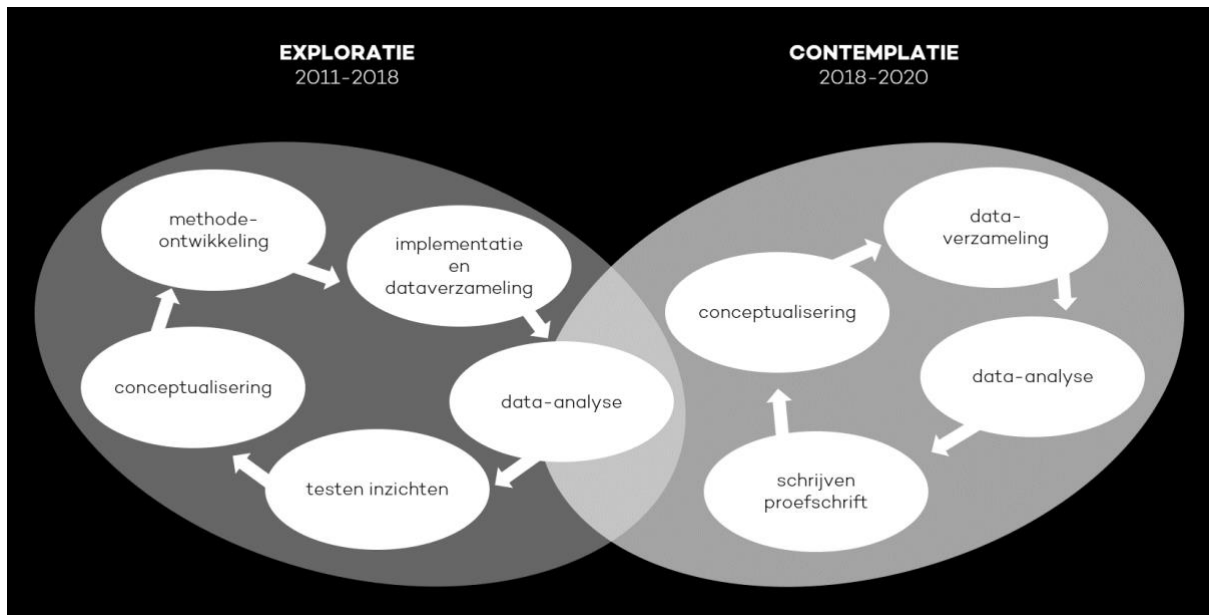 EXPLORATIE
2011-2018
CONTEMPLATIE
2018-2020
methode-
ontwikkeling
implementatie
en
dataverzameling
data-analyse
testen inzichten
conceptualisering
conceptualisering
data-
verzameling
data-analyse
schrijven
proefschrift